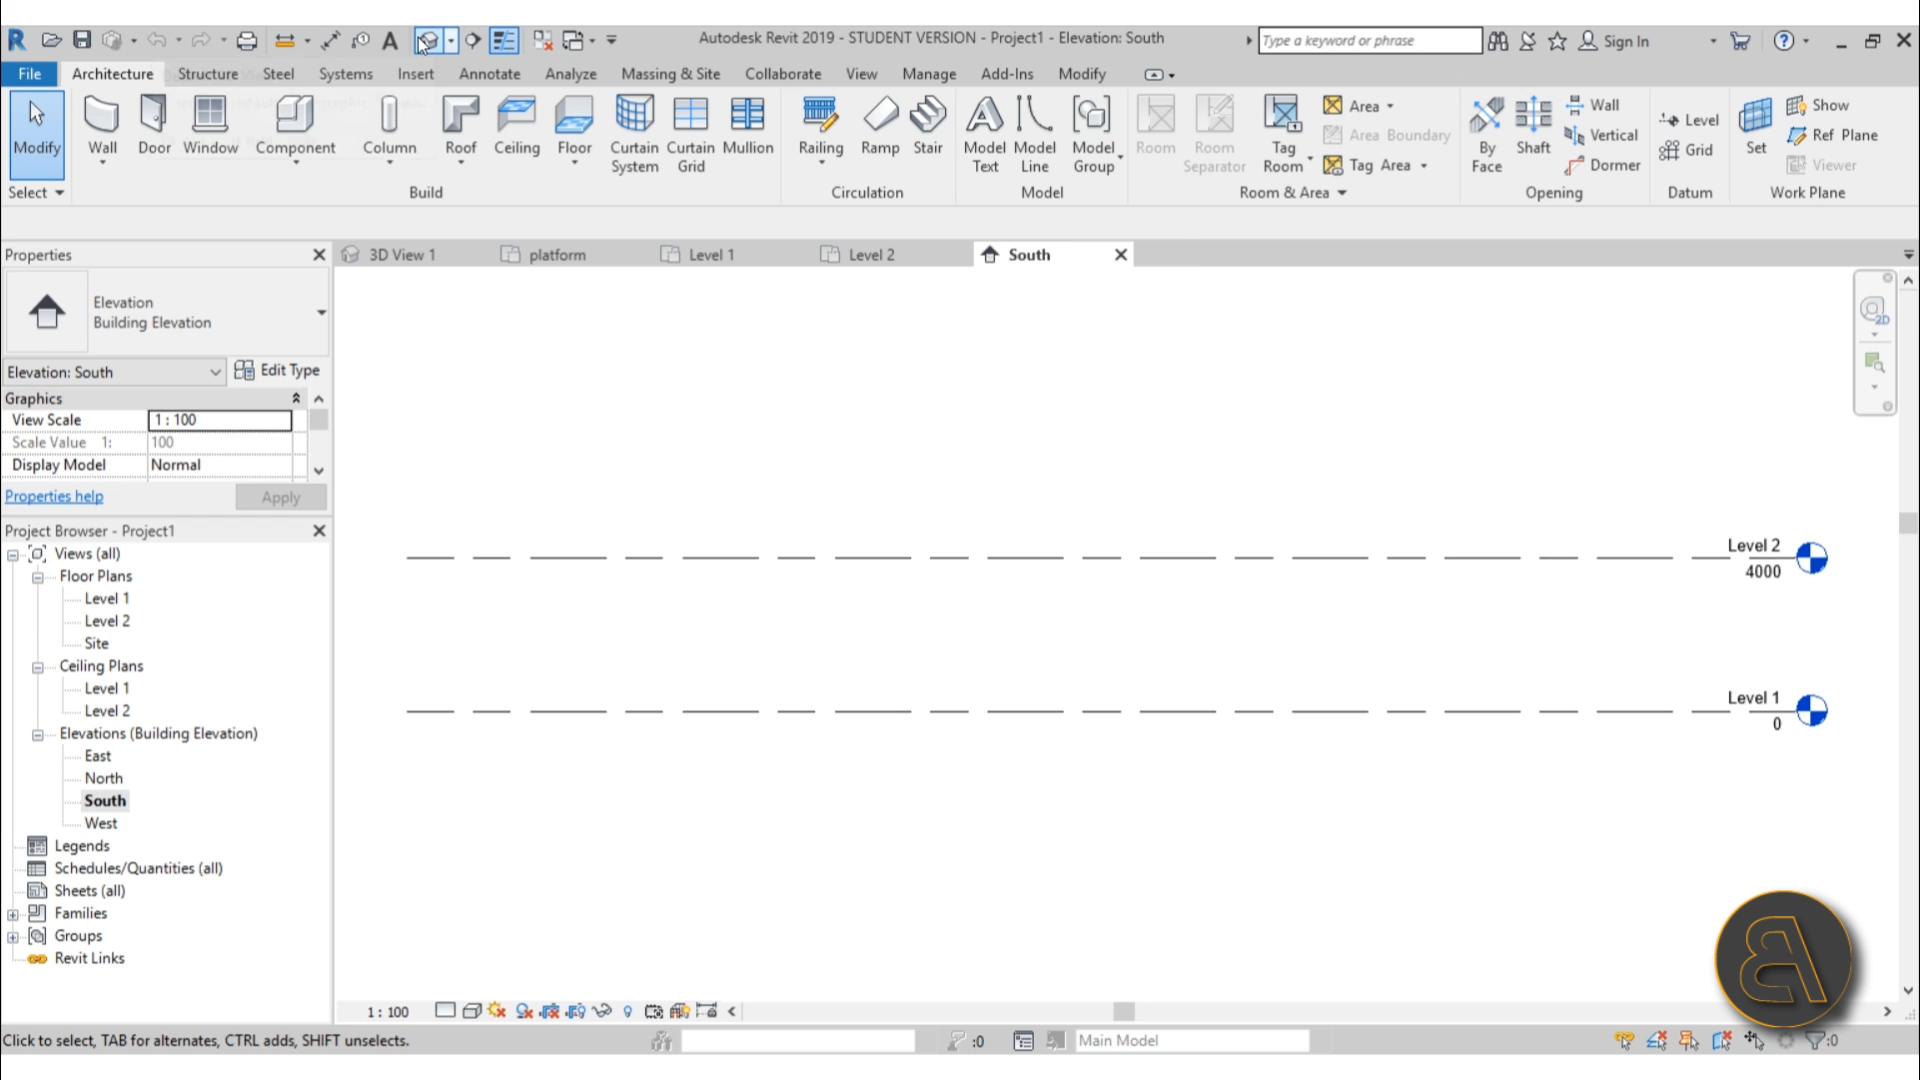 Autodesk Revit 2019 - STUDENT VERSION - Project1 - Elevation: South
Type a keyword or phrase
Sign In
File Architecture Structure Steel Systems Insert Annotate Analyze Massing & Site Collaborate View Manage Add-Ins Modify
Modify
Wall
Door
Window
Component
Column
Roof
Ceiling
Floor
Curtain System
Curtain Grid
Mullion
Railing
Ramp
Stair
Model Text
Model Line
Model Group
Room
Room Separator
Tag Room
Area
Area Boundary
Tag Area
By Face
Shaft
Wall
Vertical
Dormer
Level
Grid
Set
Show
Ref Plane
Viewer
Select
Build
Circulation
Model
Room & Area
Opening
Datum
Work Plane
Properties
3D View 1
platform
Level 1
Level 2
South
Elevation
Building Elevation
Elevation: South
Edit Type
Graphics
View Scale 1 : 100
Scale Value 1: 100
Display Model Normal
Properties help
Apply
Project Browser - Project1
Views (all)
Floor Plans
Level 1
Level 2
Site
Ceiling Plans
Level 1
Level 2
Elevations (Building Elevation)
East
North
South
West
Legends
Schedules/Quantities (all)
Sheets (all)
Families
Groups
Revit Links
Level 2
4000
Level 1
0
2D
1 : 100
Click to select, TAB for alternates, CTRL adds, SHIFT unselects.
:0
Main Model
:0